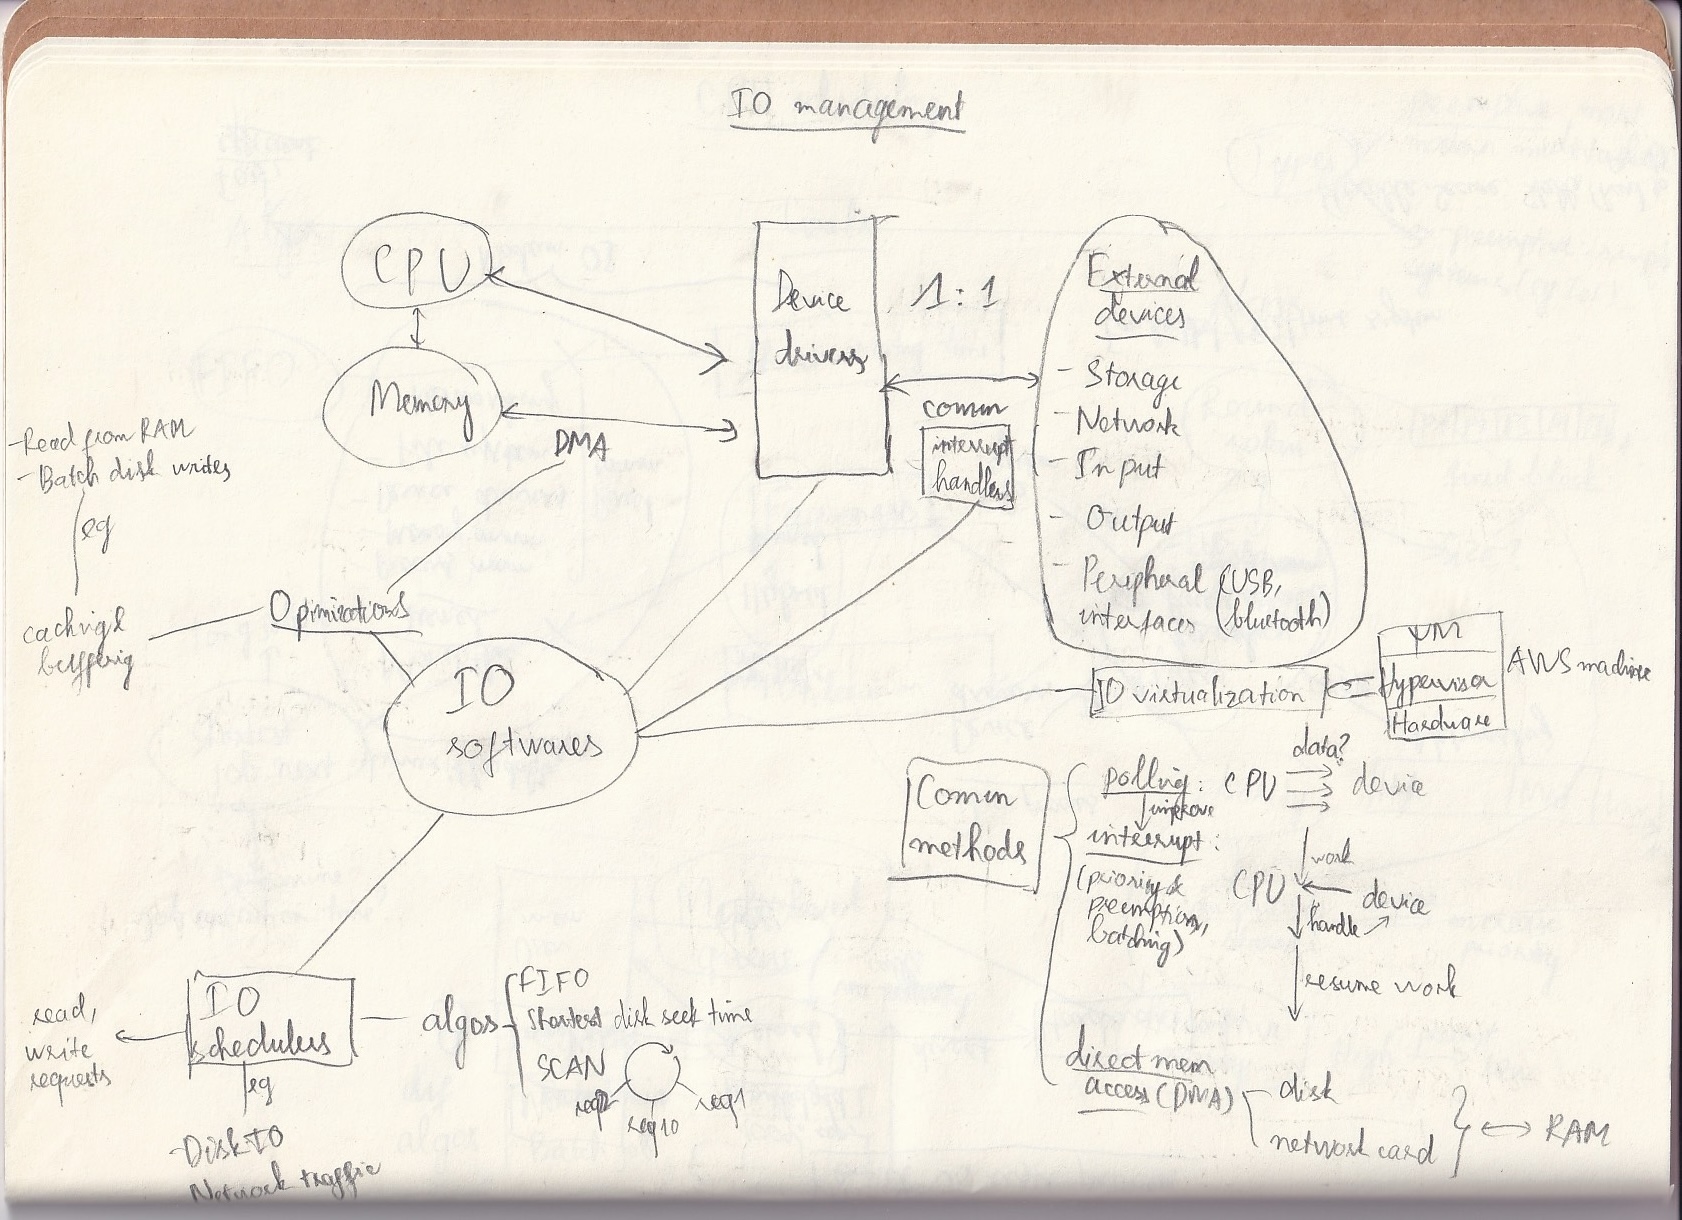 IO management
CPU
Memory
DMA
Device
drivers
1:1
comm
interrupt
handlers
External
devices
- Storage
- Network
- Input
- Output
- Peripheral (USB,
interfaces (bluetooth)
- Read from RAM
- Batch disk writes
eg
caching &
buffering
Opimizations
IO
softwares
IO virtualization
VM
Hypervisor
Hardware
AWS machine
Comm
methods
polling:
improve
CPU
data?
device
interrupt:
(priority &
preemption,
batching)
work
CPU
device
handle
resume work
direct mem
access (DMA)
- disk
network card
RAM
IO
schedulers
read,
write
requests
eg
- Disk IO
Network traffic
algos
FIFO
Shortest disk seek time
SCAN
req2
req10
req1